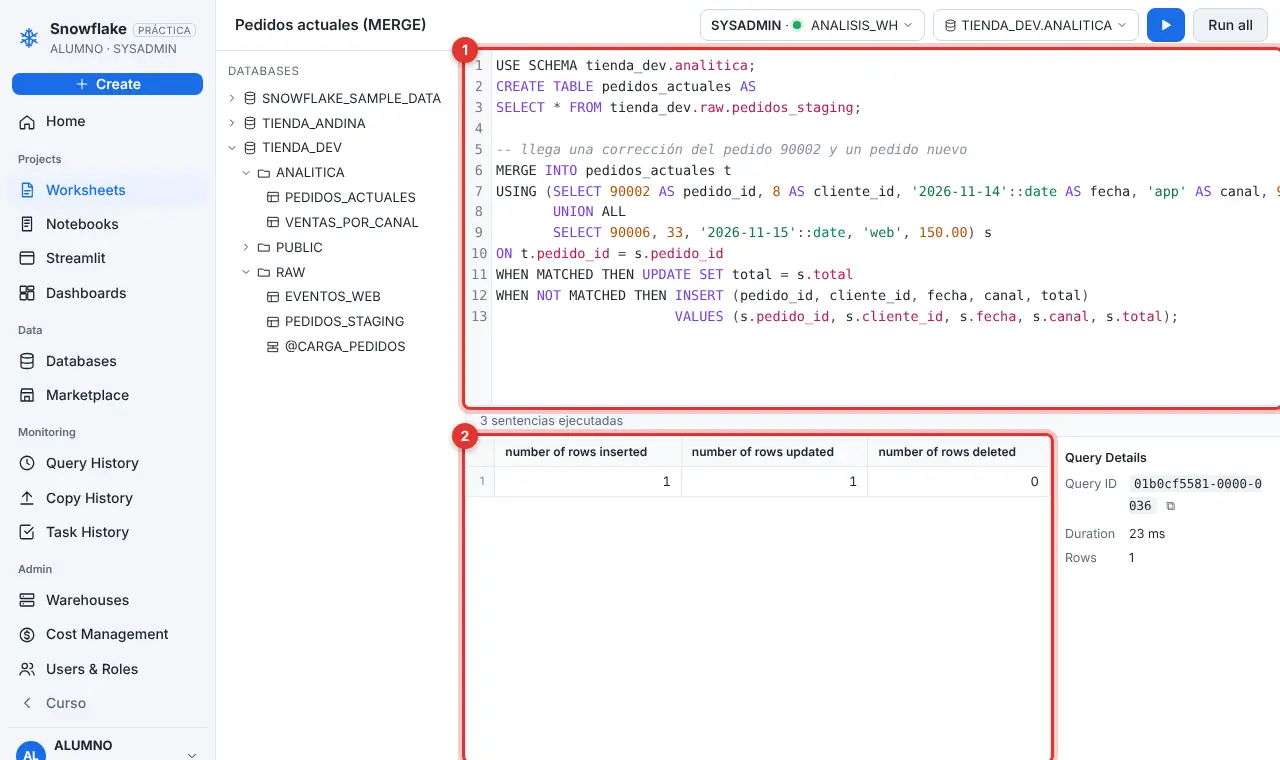 Snowflake PRÁCTICA
ALUMNO · SYSADMIN
+ Create
Home
Projects
Worksheets
Notebooks
Streamlit
Dashboards
Data
Databases
Marketplace
Monitoring
Query History
Copy History
Task History
Admin
Warehouses
Cost Management
Users & Roles
Curso
AL ALUMNO
Pedidos actuales (MERGE)
SYSADMIN · ANALISIS_WH
TIENDA_DEV.ANALITICA
Run all
DATABASES
SNOWFLAKE_SAMPLE_DATA
TIENDA_ANDINA
TIENDA_DEV
ANALITICA
PEDIDOS_ACTUALES
VENTAS_POR_CANAL
PUBLIC
RAW
EVENTOS_WEB
PEDIDOS_STAGING
@CARGA_PEDIDOS
1
1 USE SCHEMA tienda_dev.analitica;
2 CREATE TABLE pedidos_actuales AS
3 SELECT * FROM tienda_dev.raw.pedidos_staging;
4
5 -- llega una corrección del pedido 90002 y un pedido nuevo
6 MERGE INTO pedidos_actuales t
7 USING (SELECT 90002 AS pedido_id, 8 AS cliente_id, '2026-11-14'::date AS fecha, 'app' AS canal, 9
8 UNION ALL
9 SELECT 90006, 33, '2026-11-15'::date, 'web', 150.00) s
10 ON t.pedido_id = s.pedido_id
11 WHEN MATCHED THEN UPDATE SET total = s.total
12 WHEN NOT MATCHED THEN INSERT (pedido_id, cliente_id, fecha, canal, total)
13 VALUES (s.pedido_id, s.cliente_id, s.fecha, s.canal, s.total);
3 sentencias ejecutadas
2
number of rows inserted number of rows updated number of rows deleted
1 1 1 0
Query Details
Query ID 01b0cf5581-0000-0
036
Duration 23 ms
Rows 1